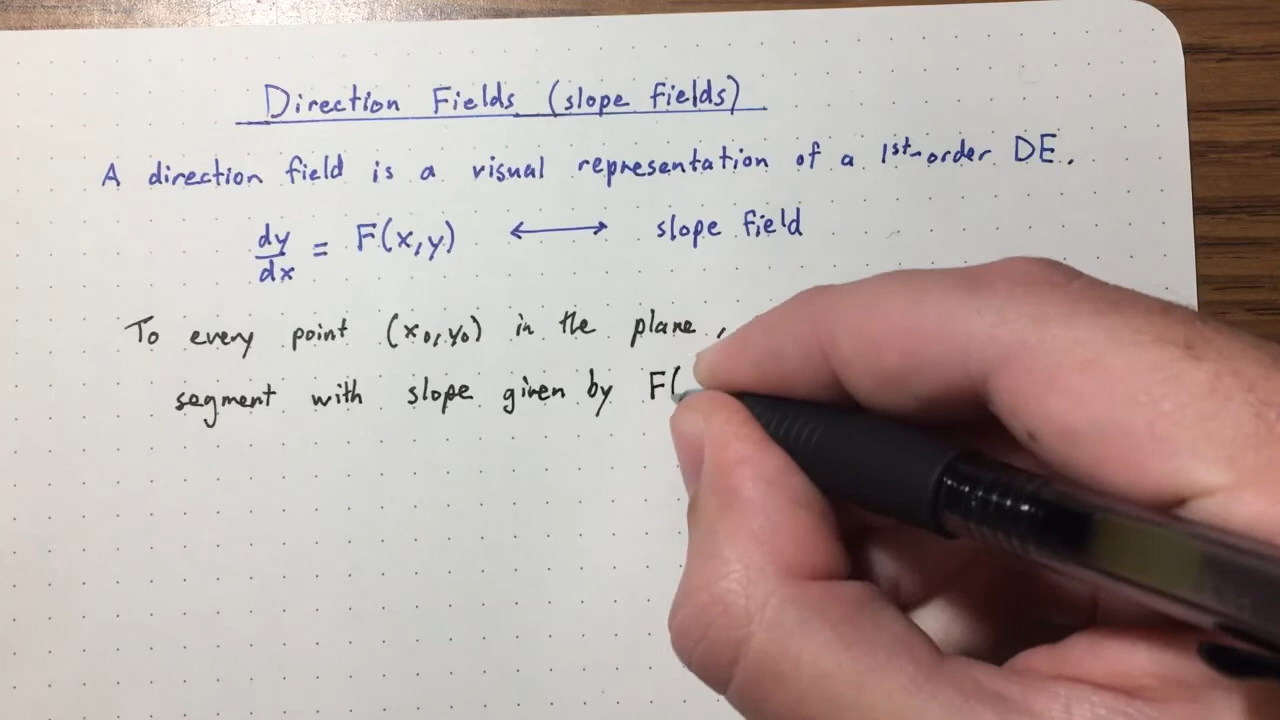 Direction Fields (slope fields)
A direction field is a visual representation of a 1st-order DE.
dy/dx = F(x,y) ⟷ slope field
To every point (x₀,y₀) in the plane,
segment with slope given by F(